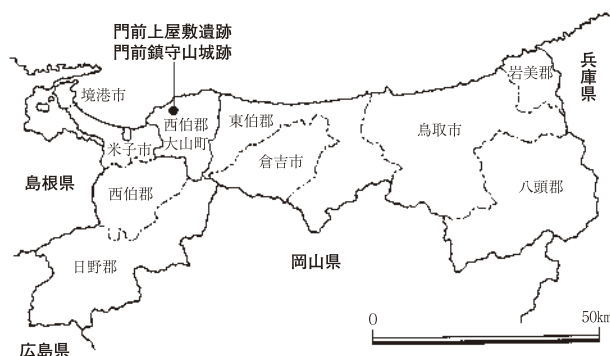 門前上屋敷遺跡
門前鎮守山城跡
兵庫県
岩美郡
境港市
西伯郡
大山町
東伯郡
鳥取市
米子市
倉吉市
島根県
西伯郡
八頭郡
岡山県
日野郡
0
50km
広島県